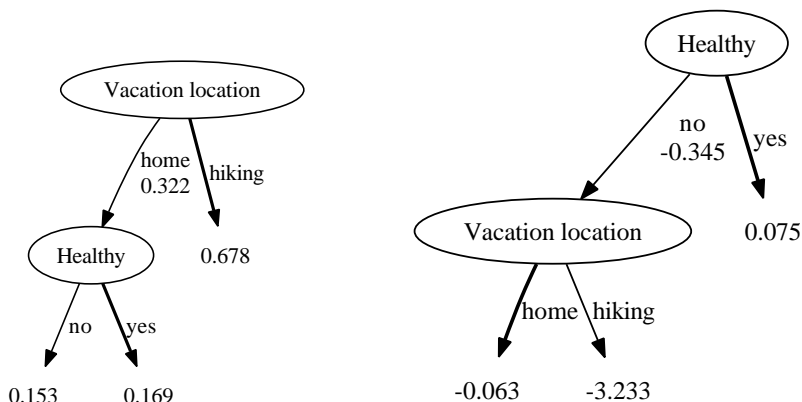 Vacation location
home
0.322
hiking
Healthy
0.678
no
yes
0.153
0.169
Healthy
no
-0.345
yes
Vacation location
0.075
home
hiking
-0.063
-3.233